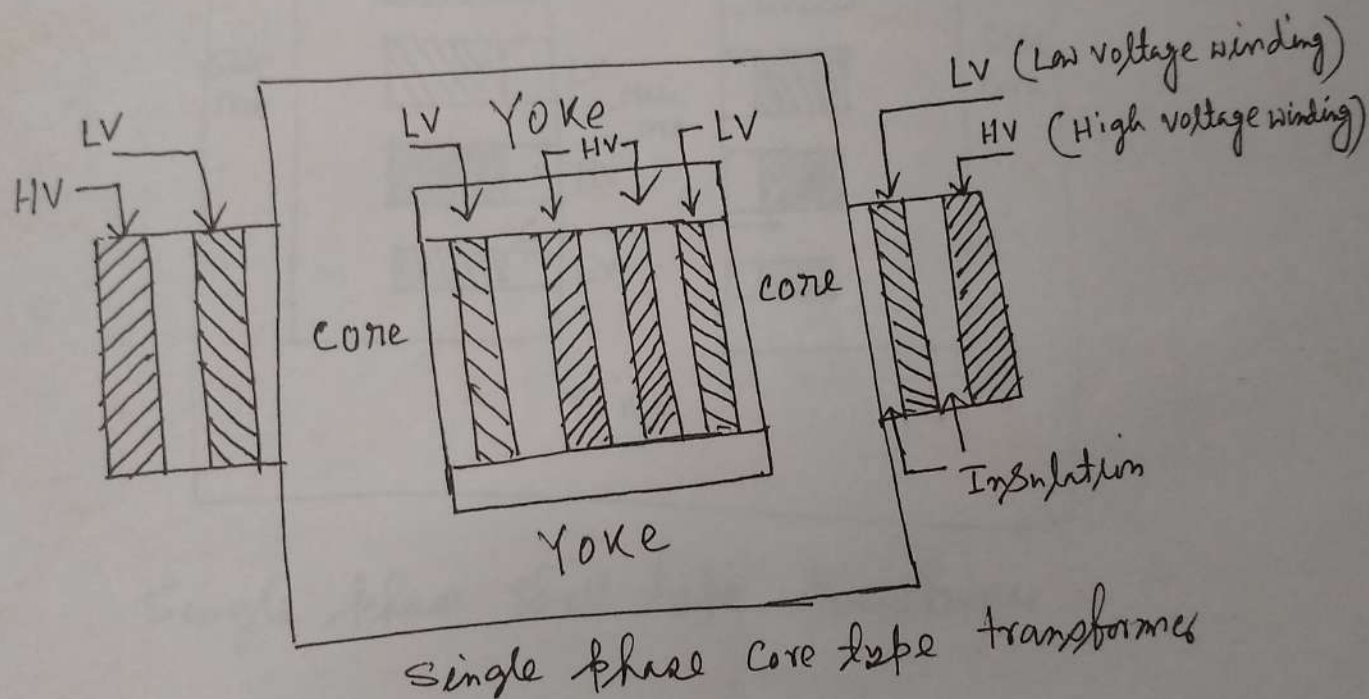 LV (Low voltage winding)
HV (High voltage winding)
LV
HV
LV
Yoke
HV
LV
core
core
Insulation
Yoke
single phase core type transformer